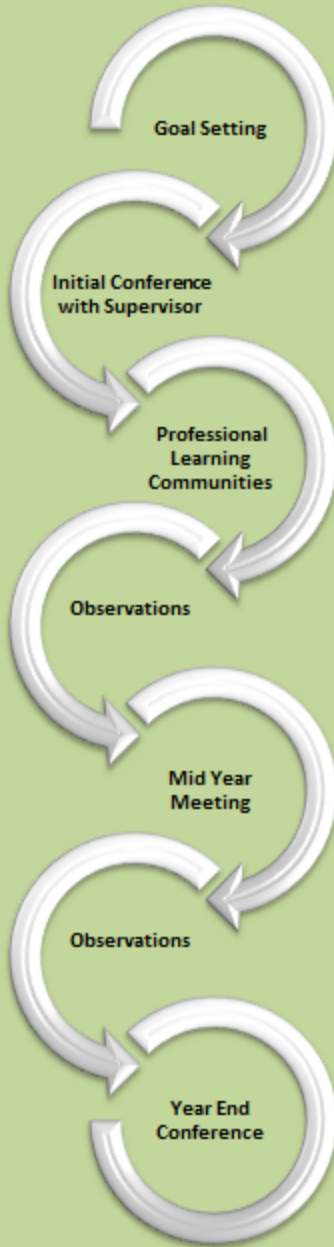 Goal Setting
Initial Conference
with Supervisor
Professional
Learning
Communities
Observations
Mid Year
Meeting
Observations
Year End
Conference